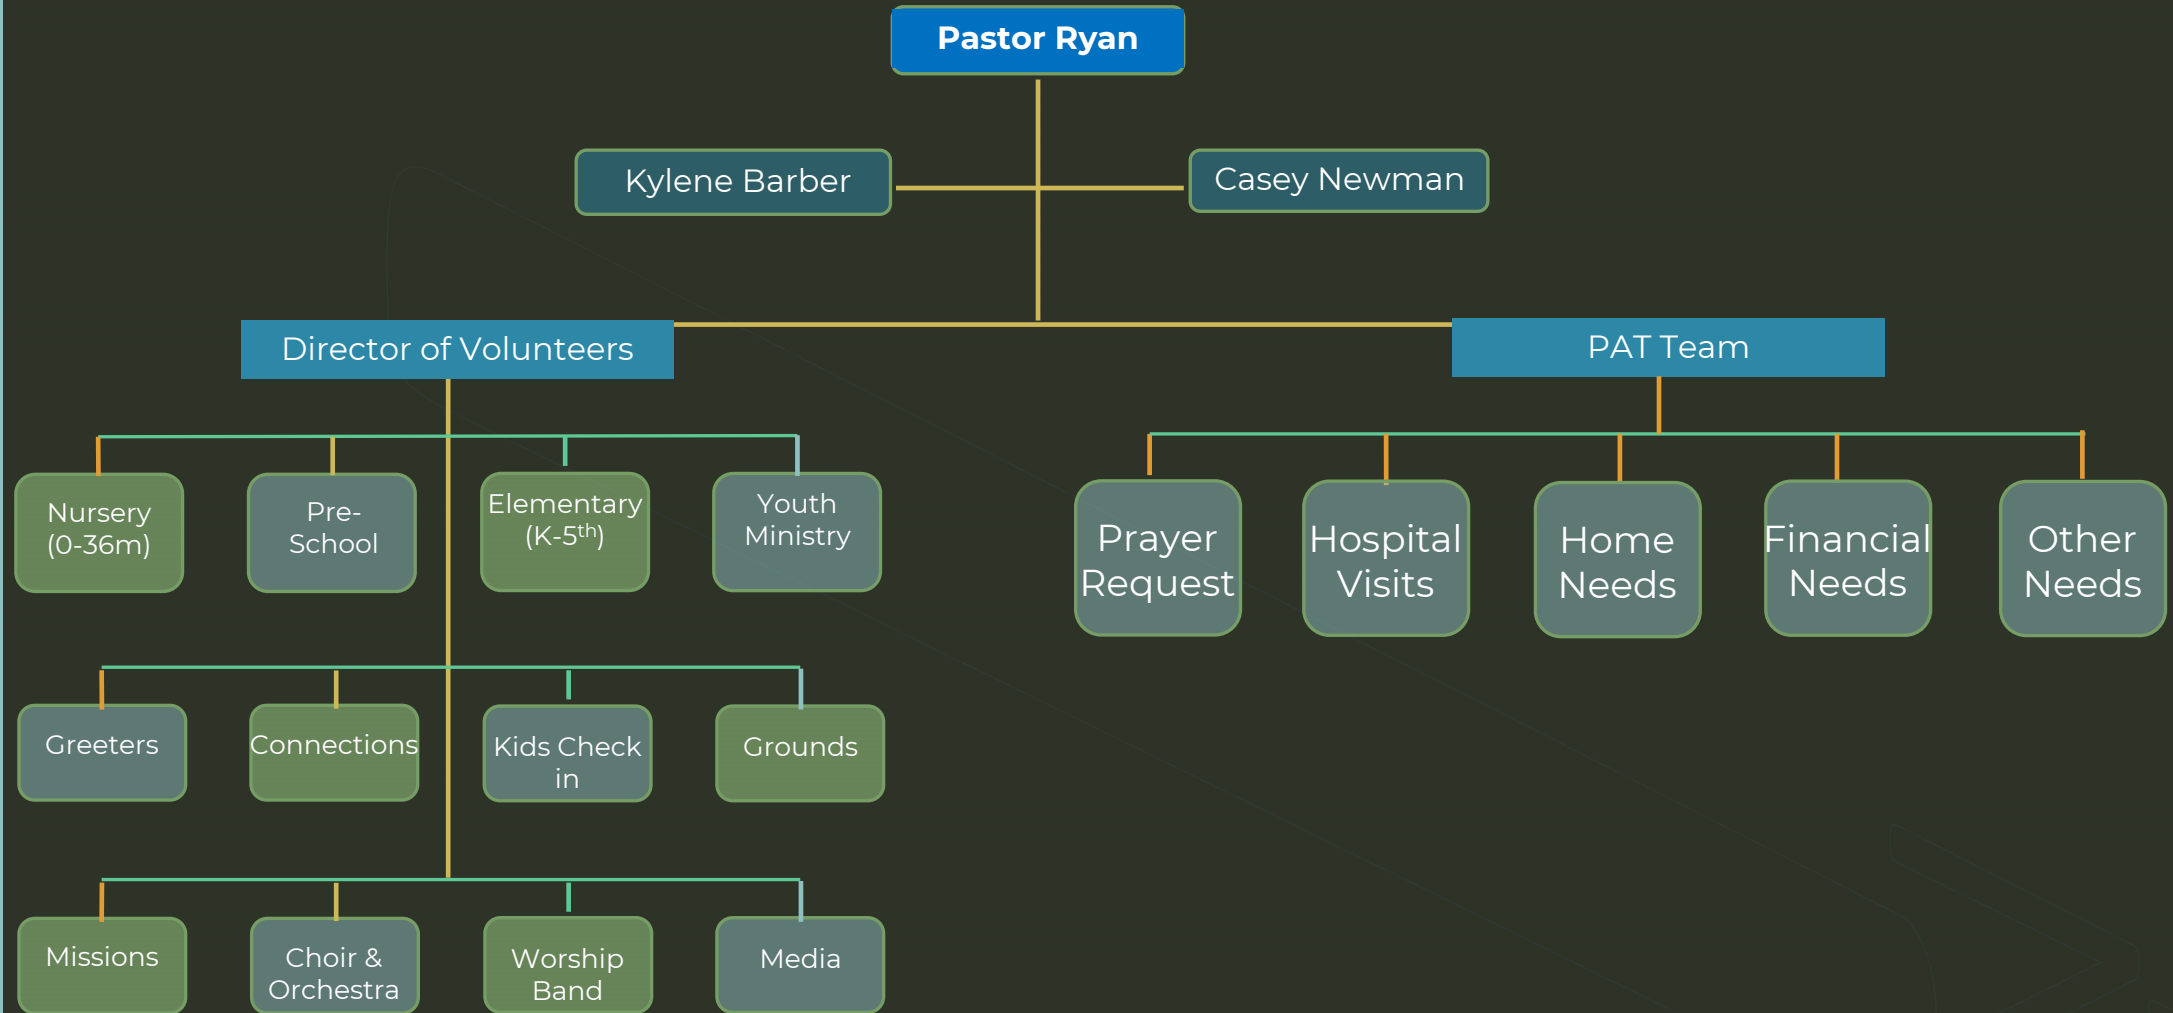 Pastor Ryan
Kylene Barber
Casey Newman
Director of Volunteers
PAT Team
Nursery
(0-36m)
Pre-
School
Elementary
(K-5th)
Youth
Ministry
Prayer
Request
Hospital
Visits
Home
Needs
Financial
Needs
Other
Needs
Greeters
Connections
Kids Check
in
Grounds
Missions
Choir &
Orchestra
Worship
Band
Media